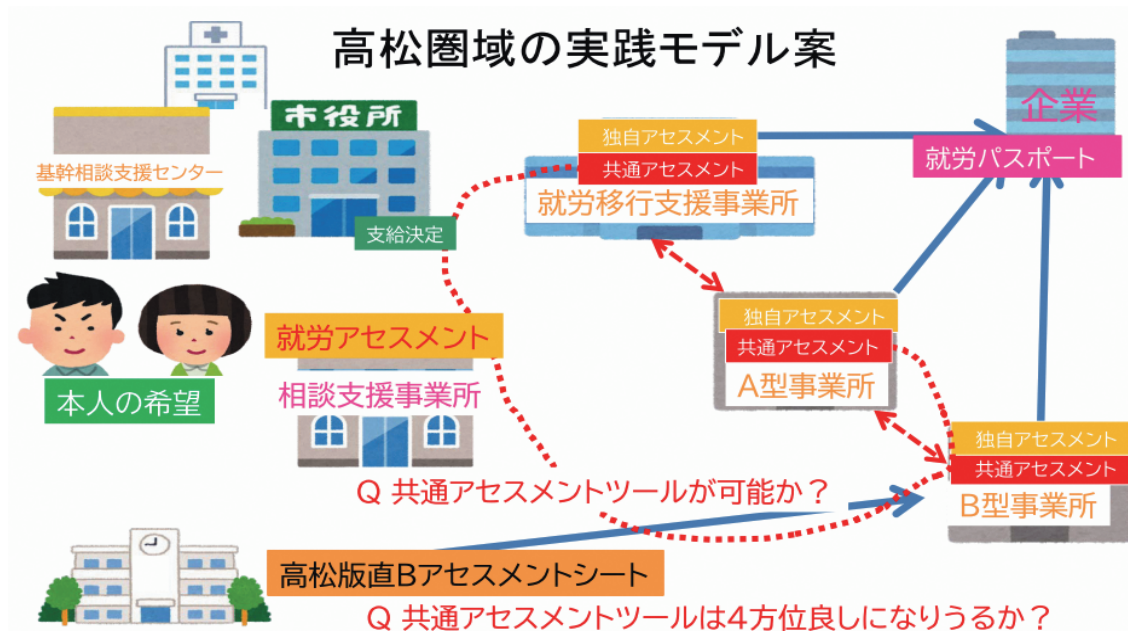 高松圏域の実践モデル案
市役所
基幹相談支援センター
支給決定
独自アセスメント
共通アセスメント
就労移行支援事業所
企業
就労パスポート
本人の希望
就労アセスメント
相談支援事業所
独自アセスメント
共通アセスメント
A型事業所
独自アセスメント
共通アセスメント
B型事業所
Q 共通アセスメントツールが可能か?
高松版直Bアセスメントシート
Q 共通アセスメントツールは4方位良しになりうるか?